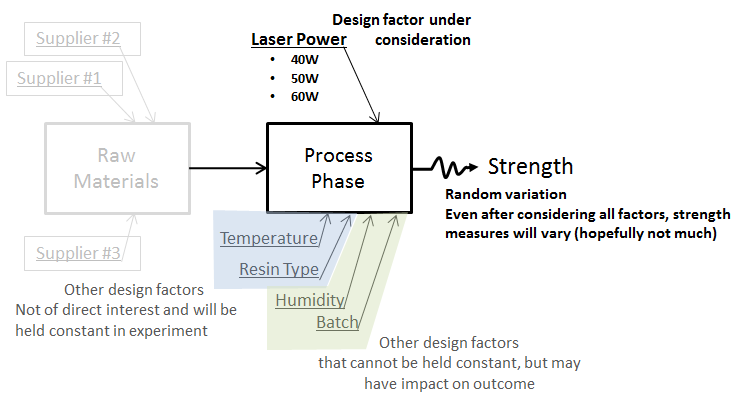 Supplier #2
Supplier #1
Design factor under
consideration
Laser Power
• 40W
• 50W
• 60W
Raw
Materials
Process
Phase
Strength
Random variation
Even after considering all factors, strength
measures will vary (hopefully not much)
Supplier #3
Temperature
Resin Type
Humidity
Batch
Other design factors
Not of direct interest and will be
held constant in experiment
Other design factors
that cannot be held constant, but may
have impact on outcome